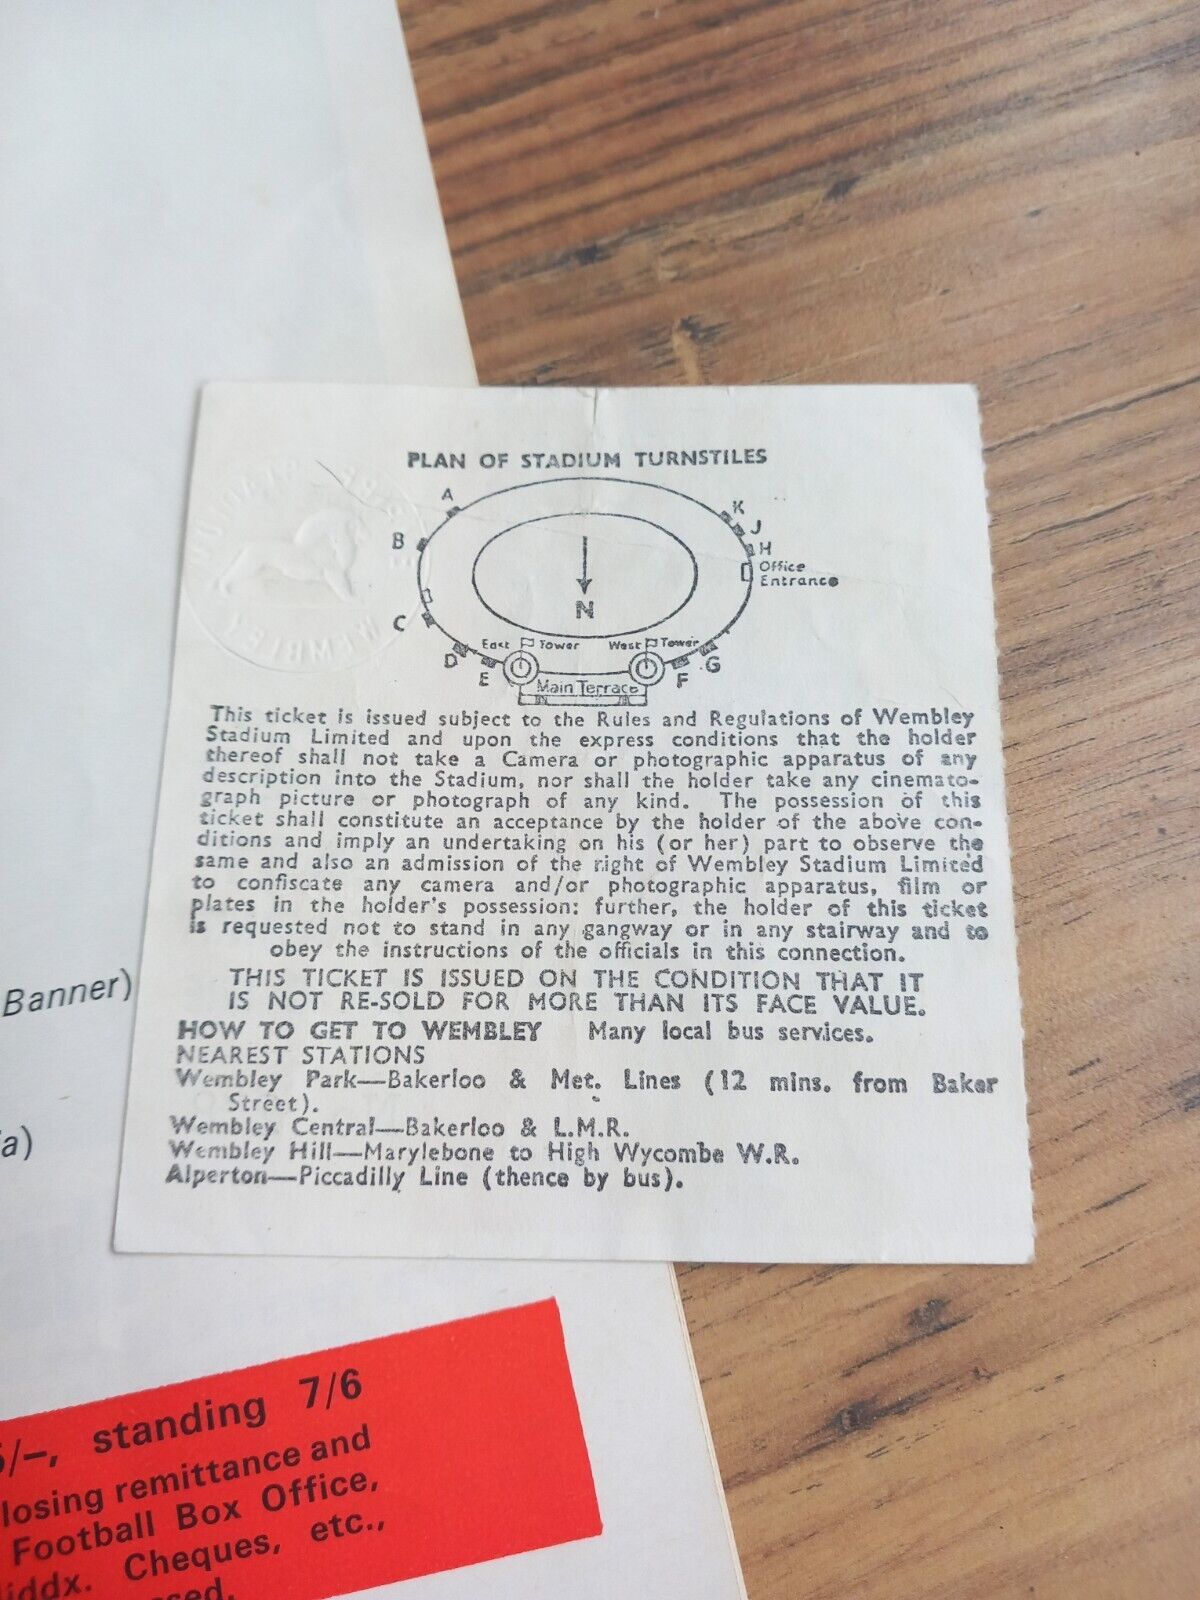 PLAN OF STADIUM TURNSTILES
A
K
J
B
H
Office
Entrance
N
C
East Tower
West Tower
D
G
E
F
Main Terrace
WEMBLEY
This ticket is issued subject to the Rules and Regulations of Wembley
Stadium Limited and upon the express conditions that the holder
thereof shall not take a Camera or photographic apparatus of any
description into the Stadium, nor shall the holder take any cinemato-
graph picture or photograph of any kind. The possession of this
ticket shall constitute an acceptance by the holder of the above con-
ditions and imply an undertaking on his (or her) part to observe the
same and also an admission of the right of Wembley Stadium Limited
to confiscate any camera and/or photographic apparatus, film or
plates in the holder's possession: further, the holder of this ticket
is requested not to stand in any gangway or in any stairway and to
obey the instructions of the officials in this connection.
THIS TICKET IS ISSUED ON THE CONDITION THAT IT
IS NOT RE-SOLD FOR MORE THAN ITS FACE VALUE.
HOW TO GET TO WEMBLEY Many local bus services.
NEAREST STATIONS
Wembley Park—Bakerloo & Met. Lines (12 mins. from Baker
Street).
Wembley Central—Bakerloo & L.M.R.
Wembley Hill—Marylebone to High Wycombe W.R.
Alperton—Piccadilly Line (thence by bus).
Banner)
a)
5/–, standing 7/6
losing remittance and
Football Box Office,
iddx. Cheques, etc.,
ssed.